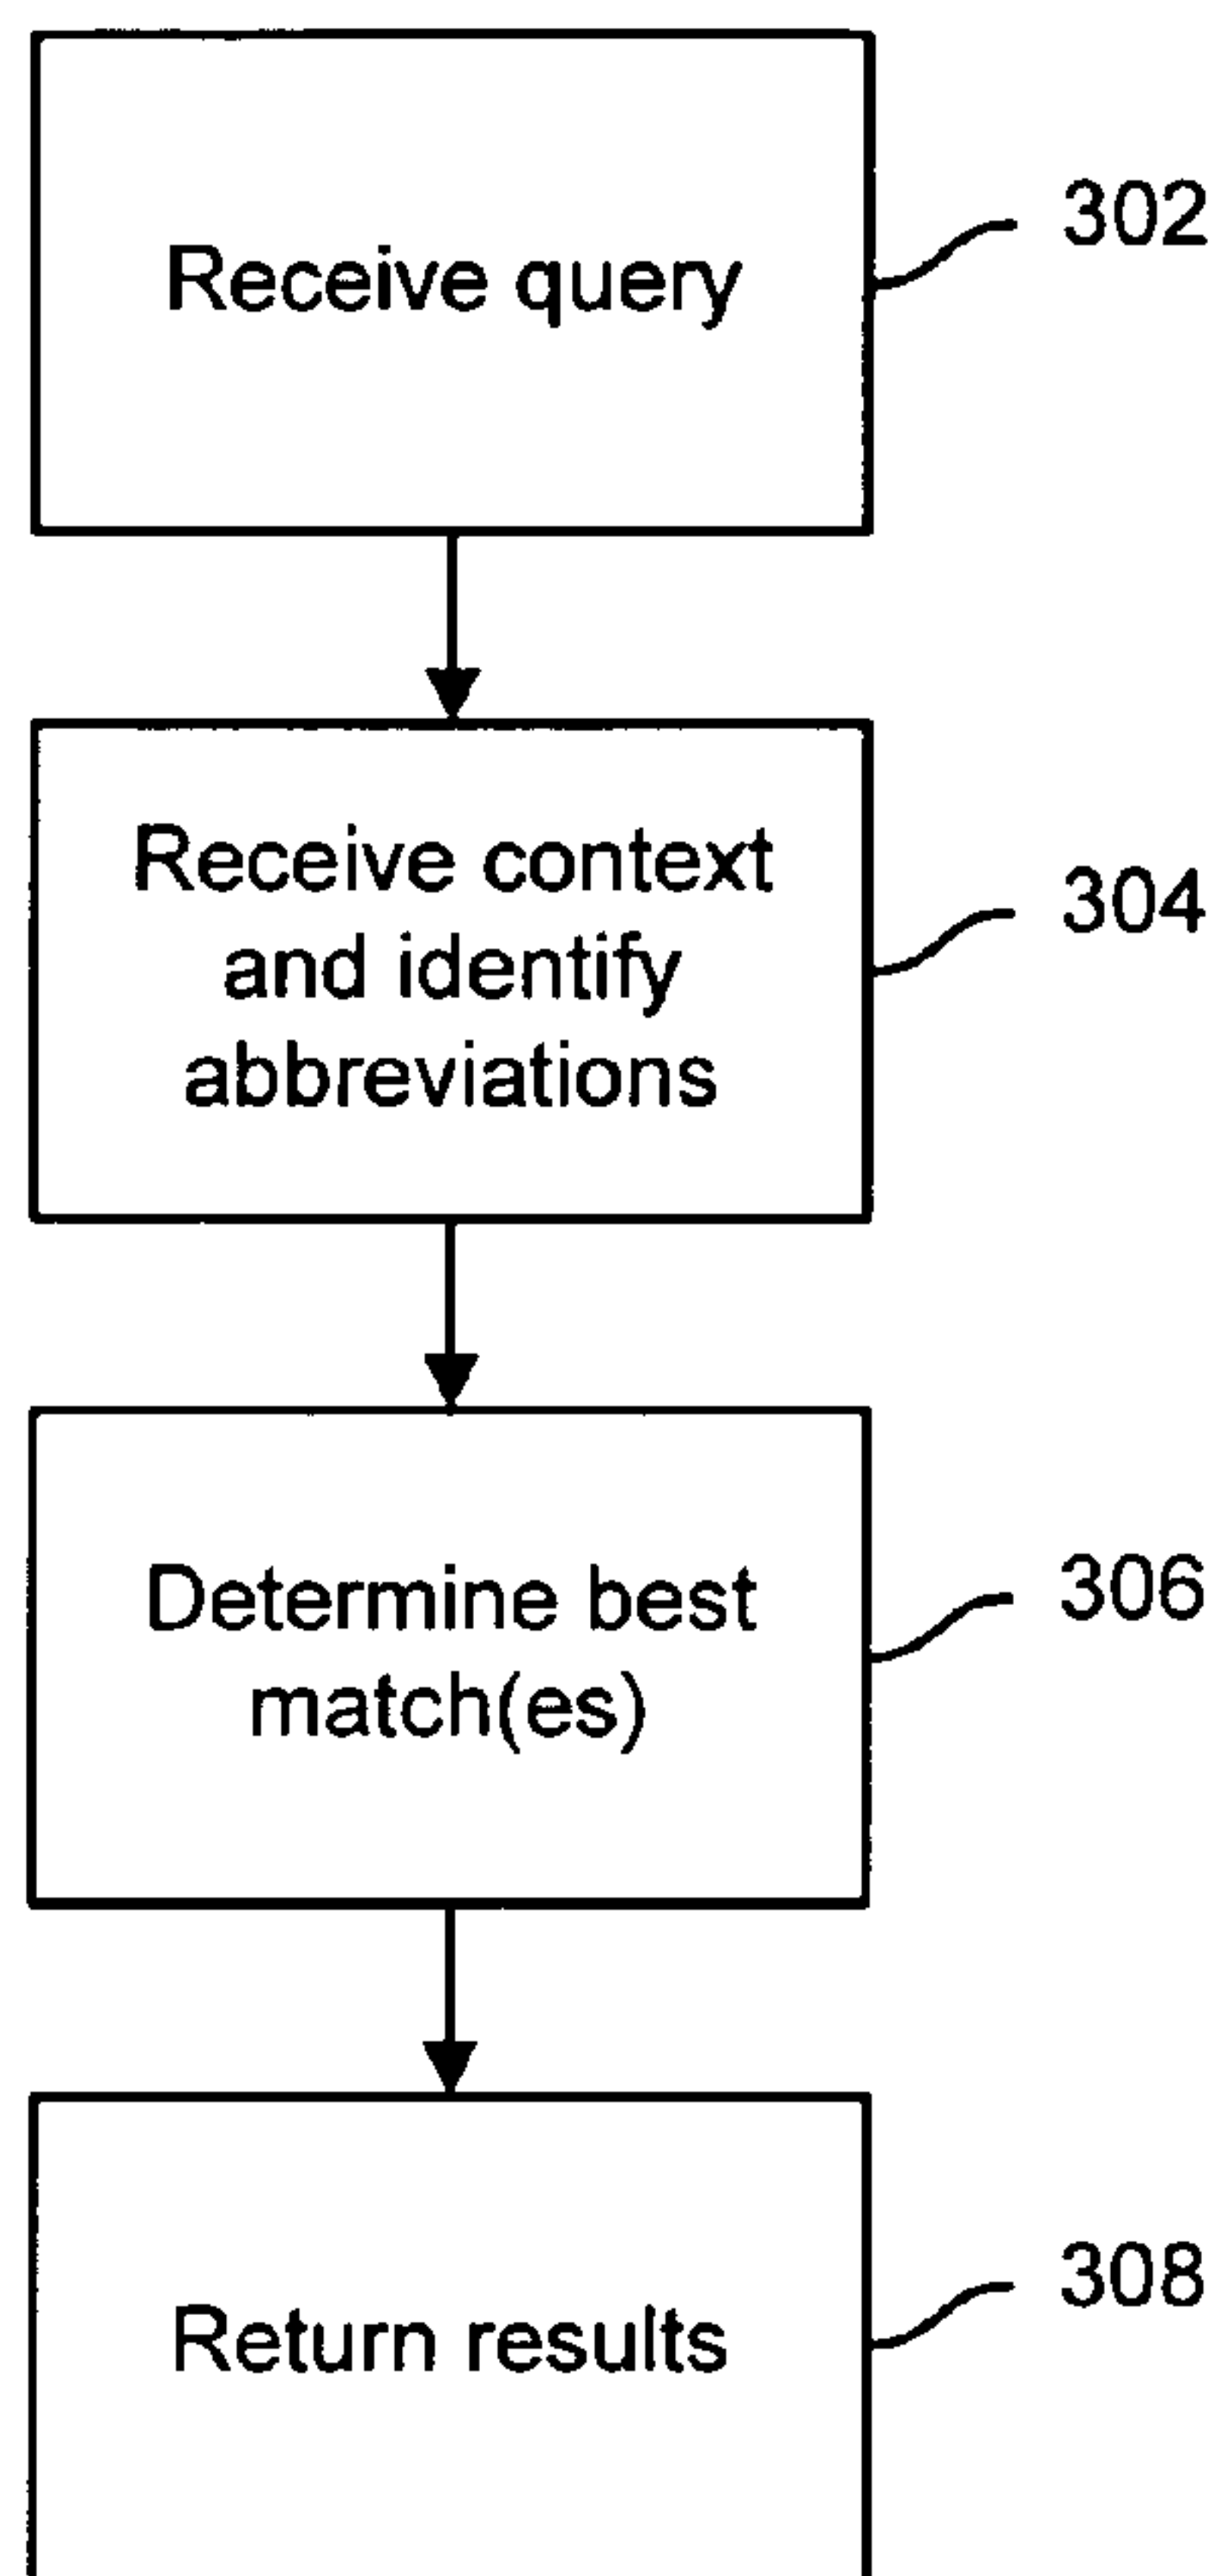 Receive query
302
Receive context
and identify
abbreviations
304
Determine best
match(es)
306
Return results
308